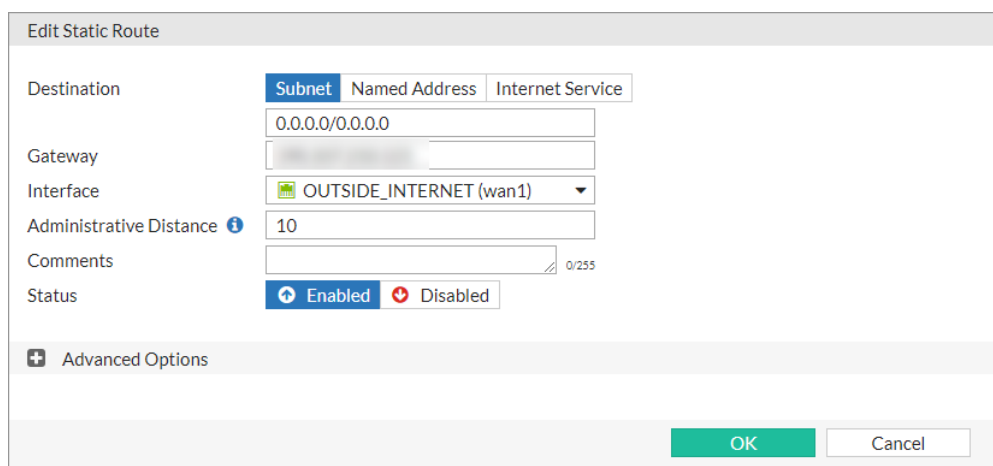 Edit Static Route
Destination Subnet Named Address Internet Service
0.0.0.0/0.0.0.0
Gateway
Interface OUTSIDE_INTERNET (wan1)
Administrative Distance 10
Comments 0/255
Status Enabled Disabled
Advanced Options
OK Cancel